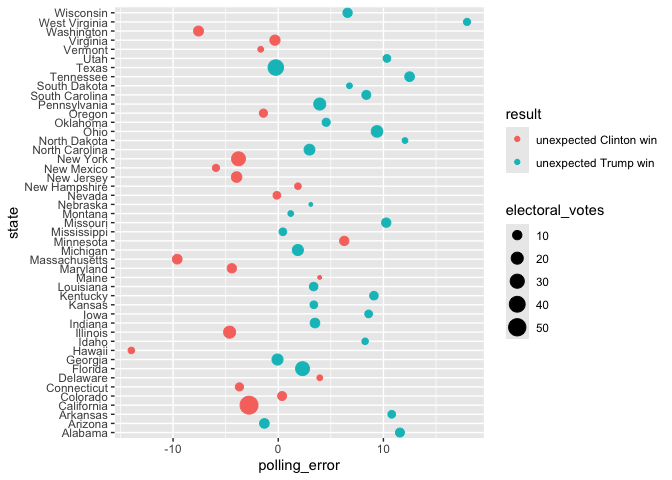 Wisconsin
West Virginia
Washington
Virginia
Vermont
Utah
Texas
Tennessee
South Dakota
South Carolina
Pennsylvania
Oregon
Oklahoma
Ohio
North Dakota
North Carolina
New York
New Mexico
New Jersey
New Hampshire
Nevada
Nebraska
Montana
Missouri
Mississippi
Minnesota
Michigan
Massachusetts
Maryland
Maine
Louisiana
Kentucky
Kansas
Iowa
Indiana
Illinois
Idaho
Hawaii
Georgia
Florida
Delaware
Connecticut
Colorado
California
Arkansas
Arizona
Alabama
state
-10 0 10
polling_error
result
unexpected Clinton win
unexpected Trump win
electoral_votes
10
20
30
40
50